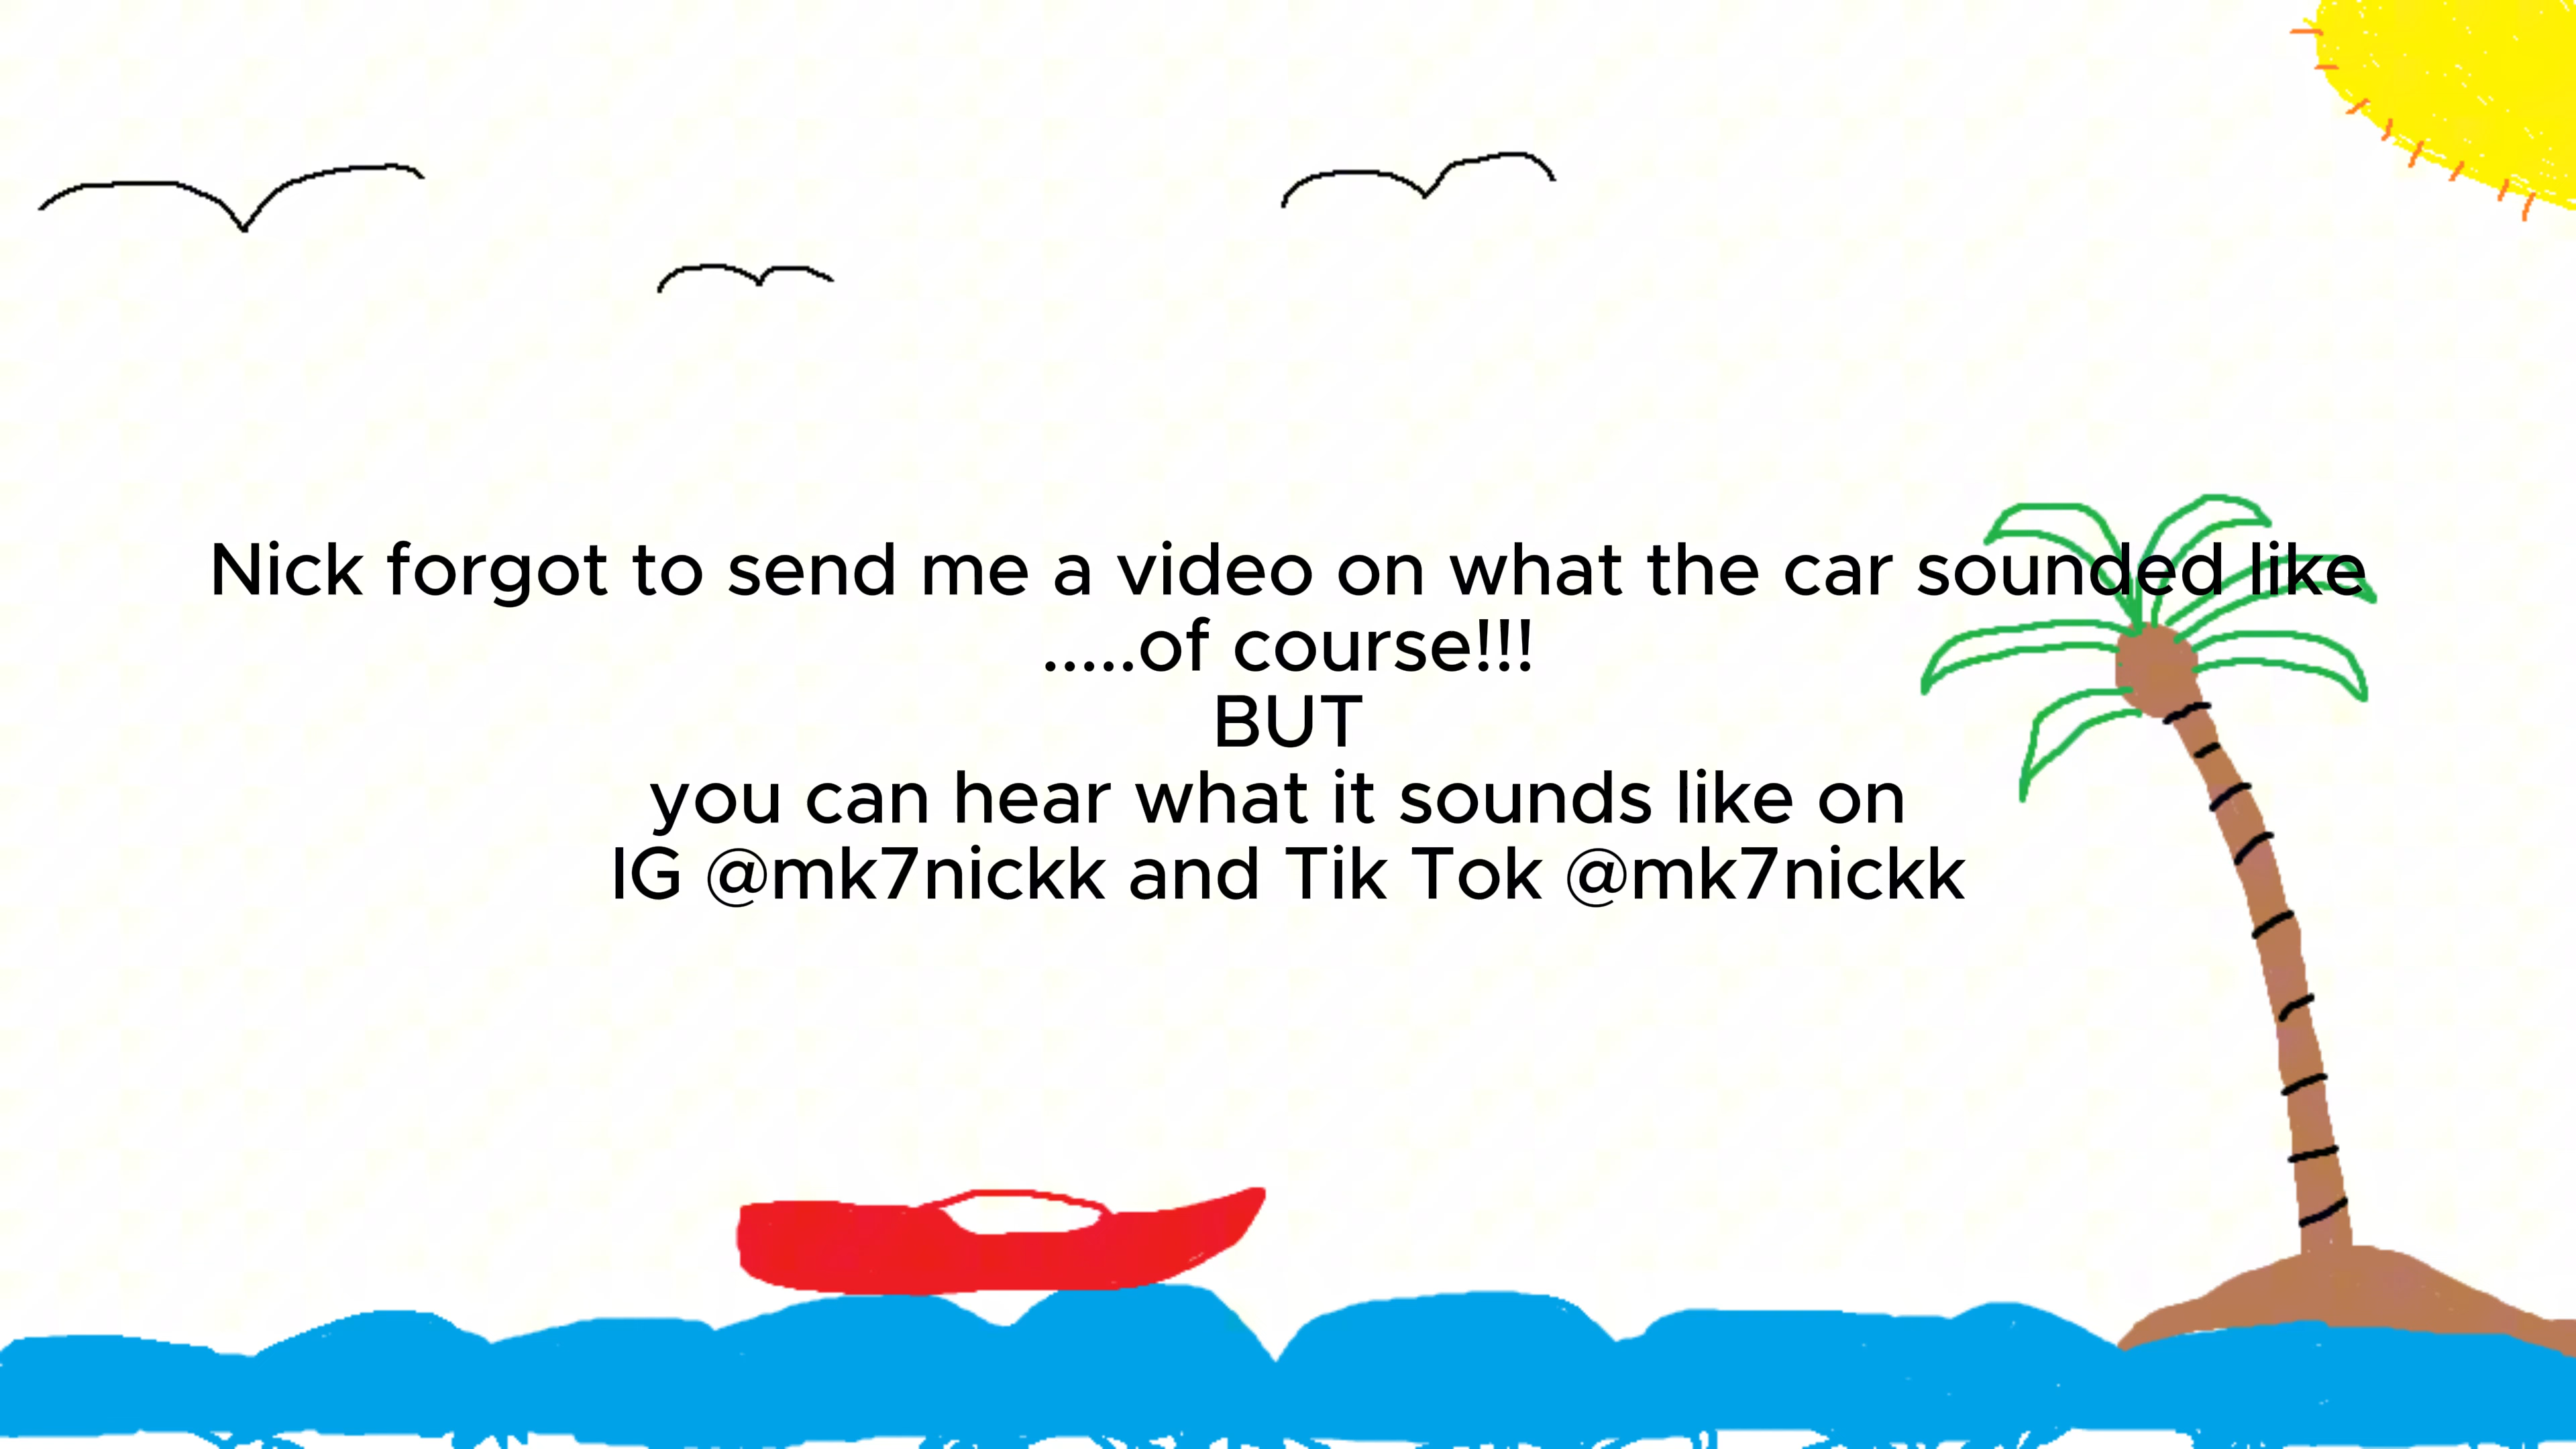 Nick forgot to send me a video on what the car sounded like
.....of course!!!
BUT
you can hear what it sounds like on
IG @mk7nickk and Tik Tok @mk7nickk